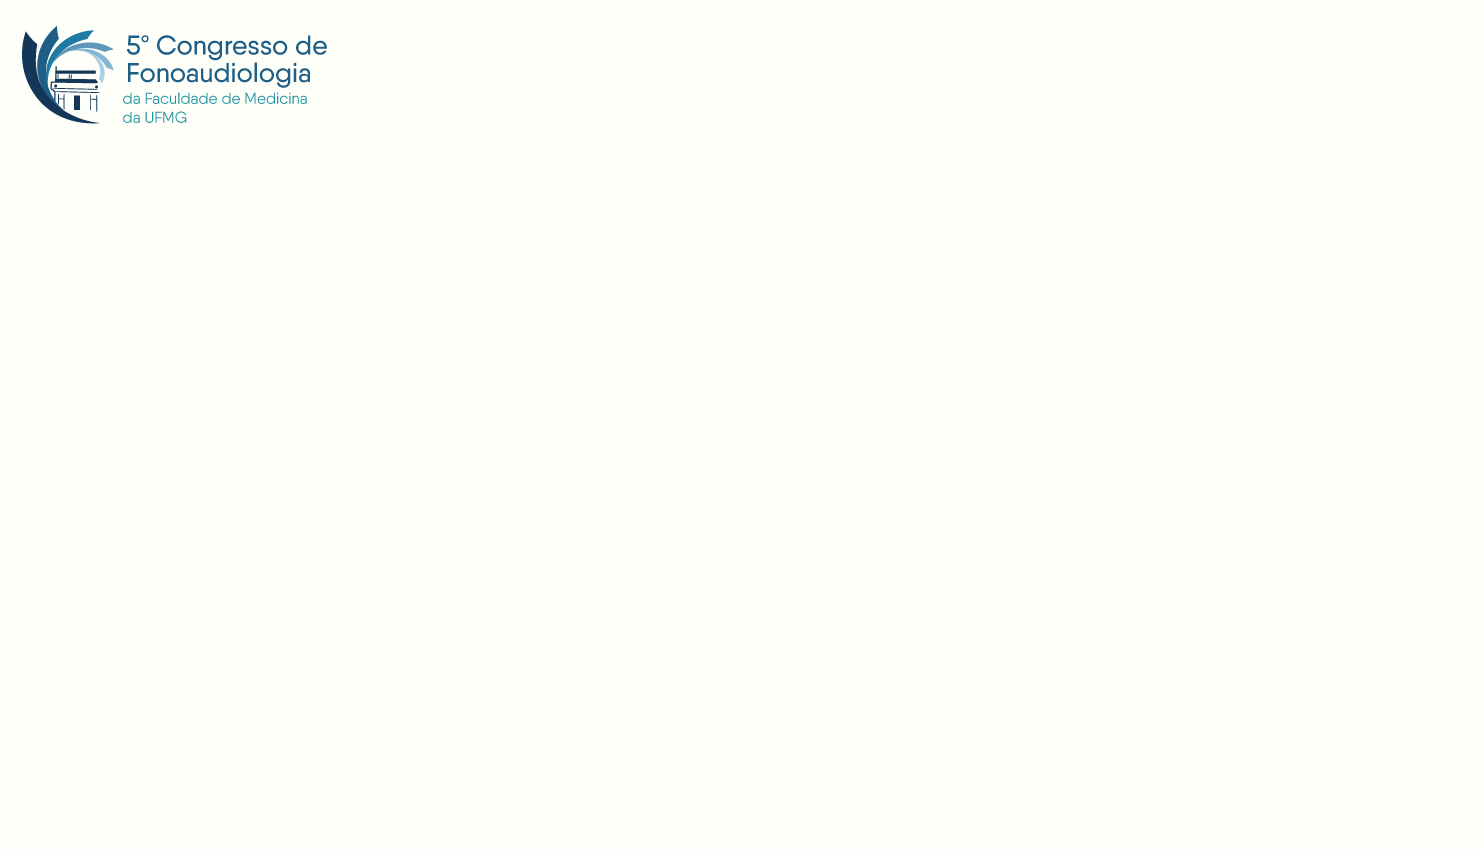 5° Congresso de
Fonoaudiologia
da Faculdade de Medicina
da UFMG